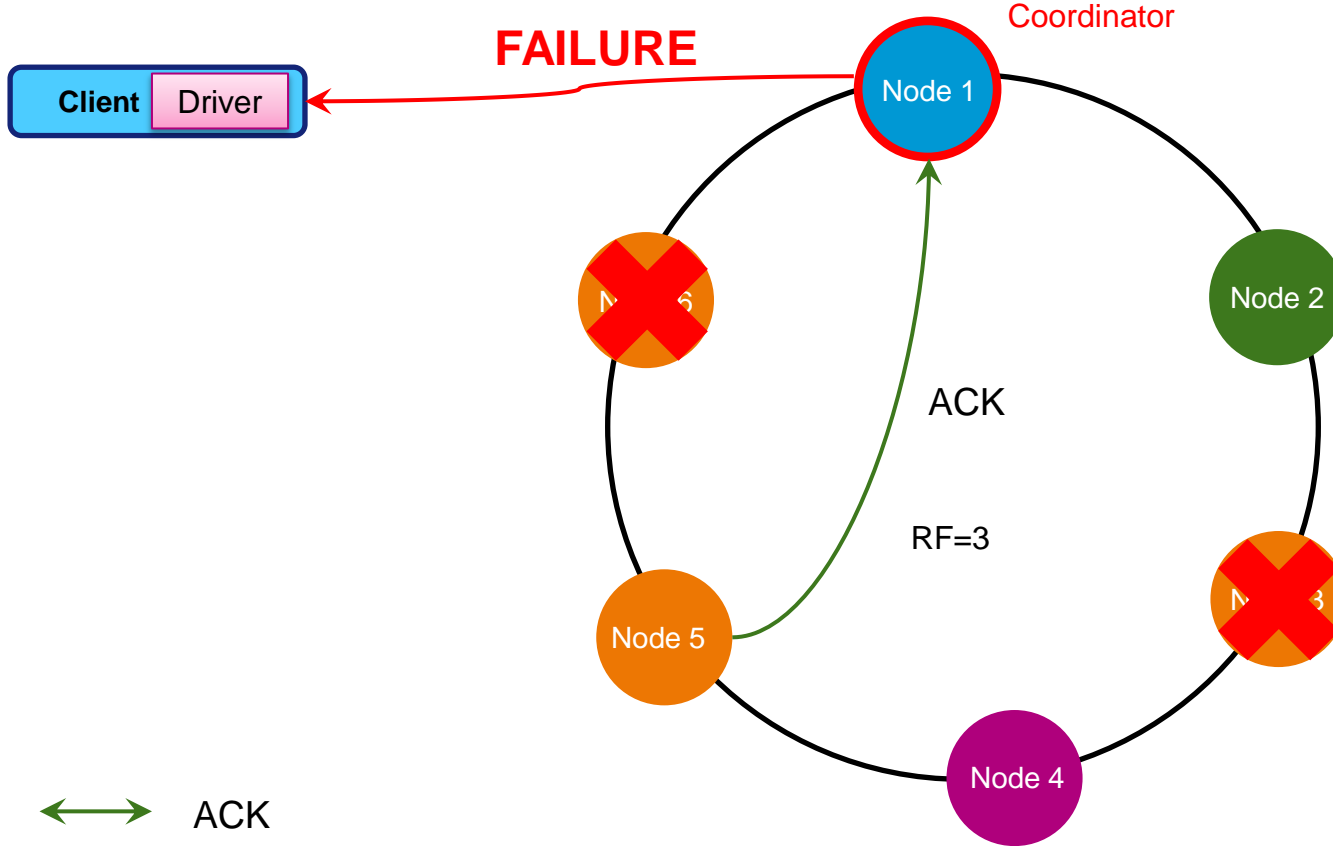 Coordinator
FAILURE
Client
Driver
Node 1
Node 2
ACK
RF=3
Node 5
Node 4
ACK